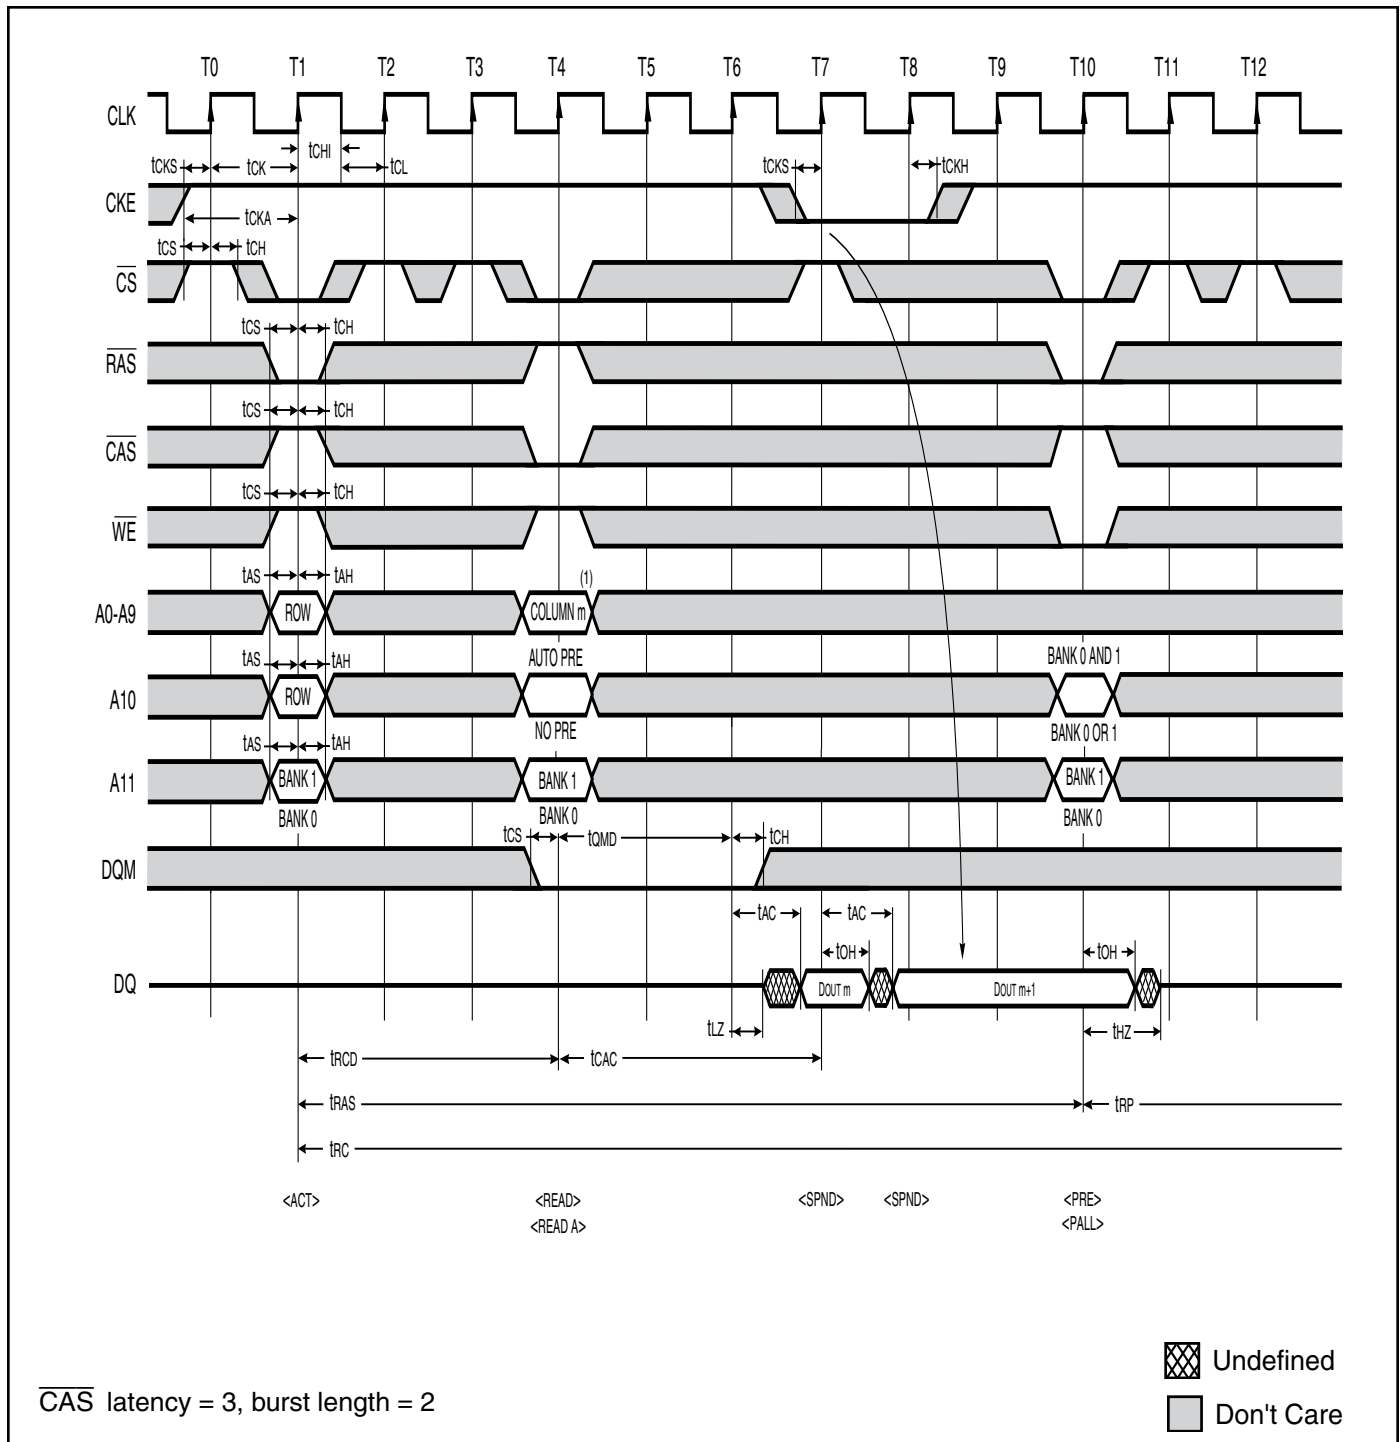 T0 T1 T2 T3 T4 T5 T6 T7 T8 T9 T10 T11 T12
CLK
tCHI
tCKS tCK tCL tCKS tCKH
CKE
tCKA
tCS tCH
CS
tCS tCH
RAS
tCS tCH
CAS
tCS tCH
WE
tAS tAH (1)
A0-A9 ROW COLUMN m
AUTO PRE BANK 0 AND 1
tAS tAH
A10 ROW
NO PRE BANK 0 OR 1
tAS tAH
A11 BANK 1 BANK 1 BANK 1
BANK 0 BANK 0 BANK 0
tCS tQMD tCH
DQM
tAC tAC
tOH tOH
DQ DOUT m DOUT m+1
tLZ tHZ
tRCD tCAC
tRAS tRP
tRC
<ACT> <READ> <SPND> <SPND> <PRE>
<READ A> <PALL>
Undefined
CAS latency = 3, burst length = 2
Don't Care